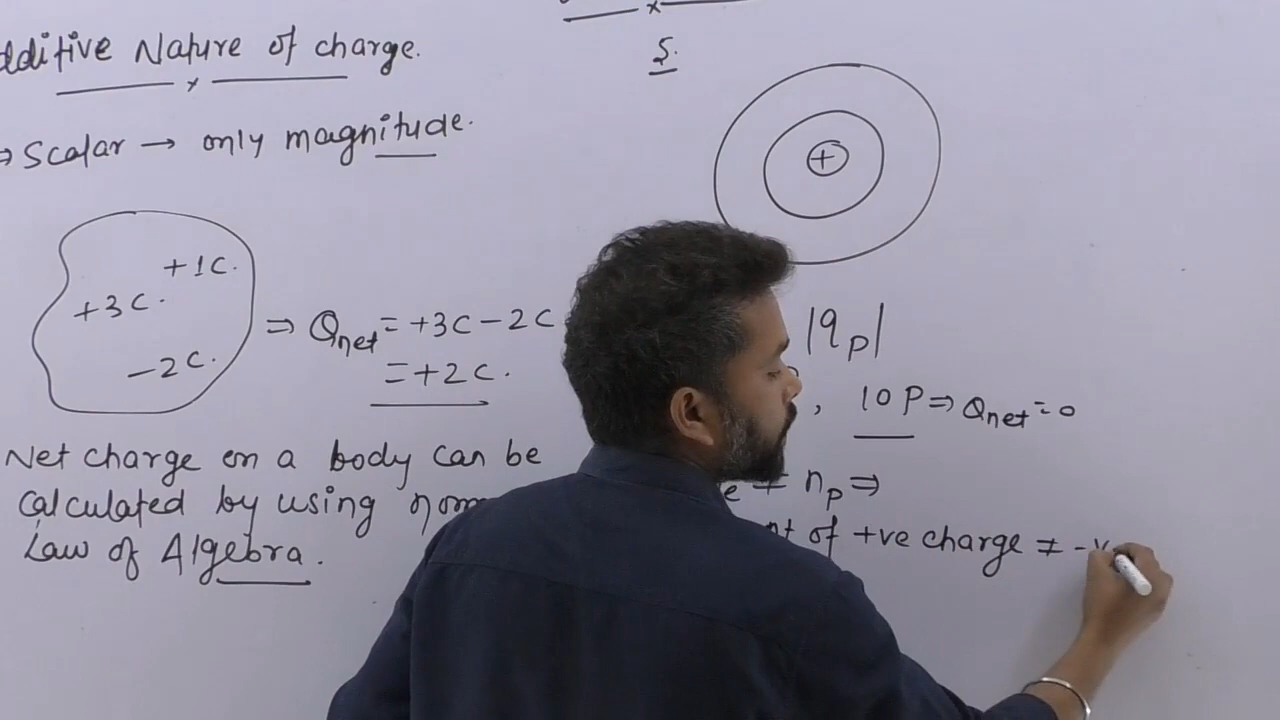 dditive Nature of charge.
⇒ Scalar → only magnitude.
+1C.
+3C.
-2C.
⇒ Qnet = +3C - 2C
= +2C.
Net charge on a body can be
calculated by using
Law of Algebra.
5.
+
|qp|
, 10 P ⇒ Qnet = 0
e ≠ np ⇒
of +ve charge ≠ -v